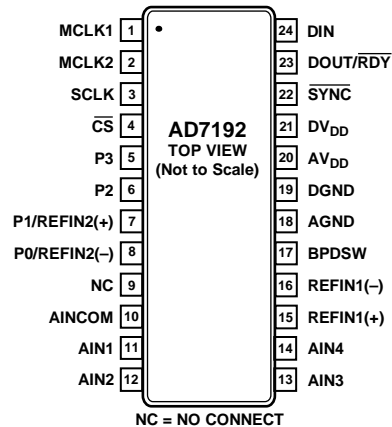 MCLK1 1
MCLK2 2
SCLK 3
C̅S̅ 4
P3 5
P2 6
P1/REFIN2(+) 7
P0/REFIN2(–) 8
NC 9
AINCOM 10
AIN1 11
AIN2 12
AD7192
TOP VIEW
(Not to Scale)
24 DIN
23 DOUT/R̅D̅Y̅
22 S̅Y̅N̅C̅
21 DVDD
20 AVDD
19 DGND
18 AGND
17 BPDSW
16 REFIN1(–)
15 REFIN1(+)
14 AIN4
13 AIN3
NC = NO CONNECT